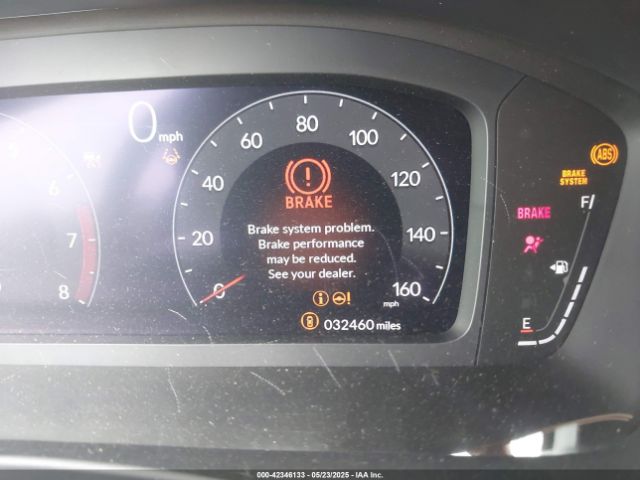 0 mph
5
6
7
8
0
20
40
60
80
100
120
140
160
mph
BRAKE
Brake system problem.
Brake performance
may be reduced.
See your dealer.
032460 miles
ABS
BRAKE
SYSTEM
BRAKE
F
E
000-42346133 - 05/23/2025 - IAA Inc.